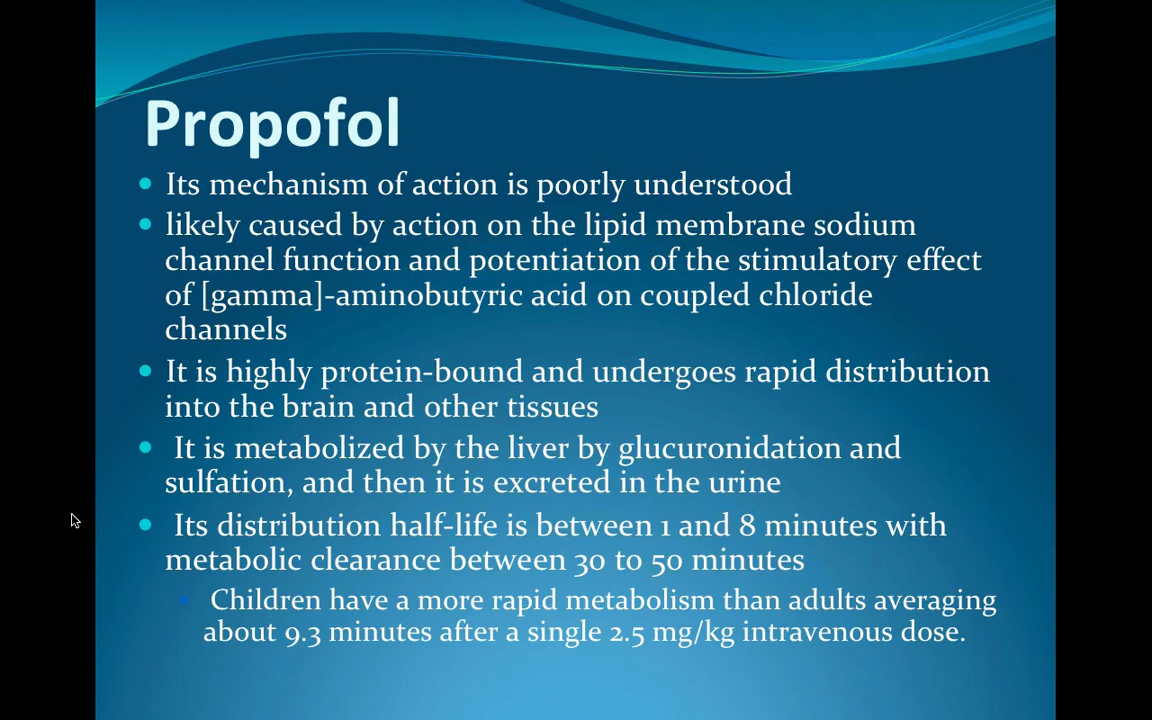 Propofol
Its mechanism of action is poorly understood
likely caused by action on the lipid membrane sodium
channel function and potentiation of the stimulatory effect
of [gamma]-aminobutyric acid on coupled chloride
channels
It is highly protein-bound and undergoes rapid distribution
into the brain and other tissues
It is metabolized by the liver by glucuronidation and
sulfation, and then it is excreted in the urine
Its distribution half-life is between 1 and 8 minutes with
metabolic clearance between 30 to 50 minutes
Children have a more rapid metabolism than adults averaging
about 9.3 minutes after a single 2.5 mg/kg intravenous dose.